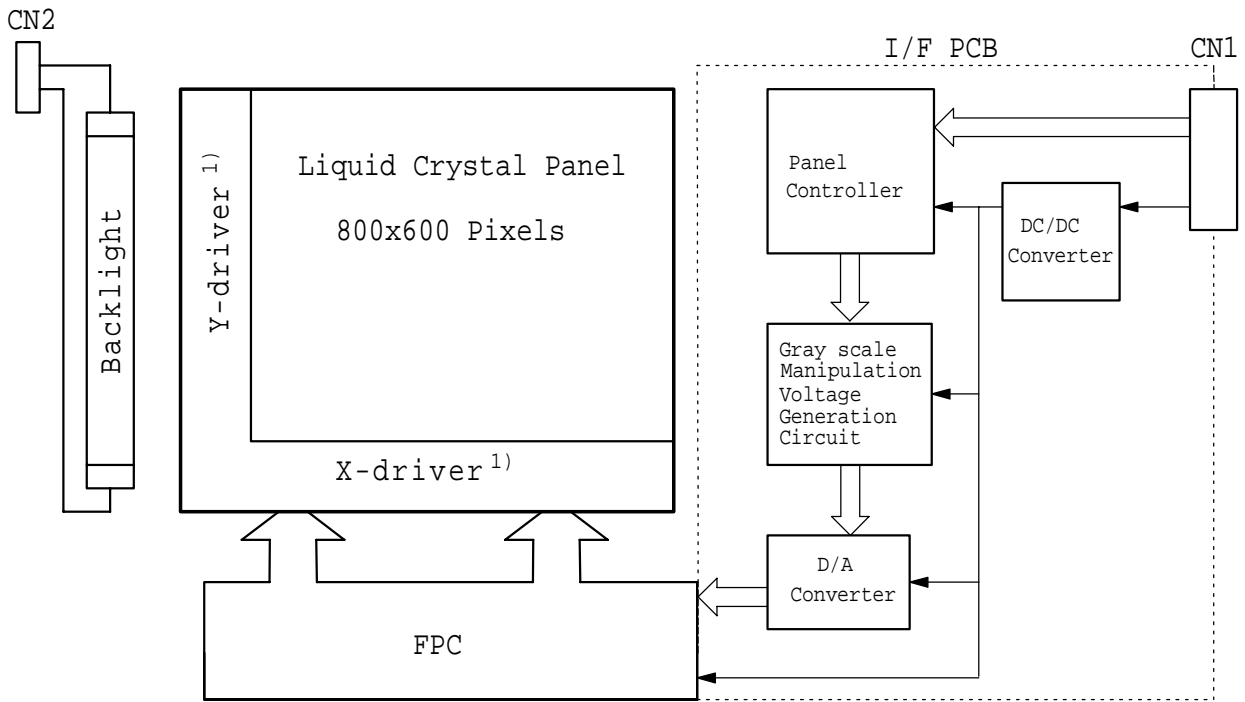 CN2
I/F PCB
CN1
Liquid Crystal Panel
800x600 Pixels
Panel
Controller
DC/DC
Converter
Backlight
Y-driver 1)
Gray scale
Manipulation
Voltage
Generation
Circuit
X-driver 1)
D/A
Converter
FPC